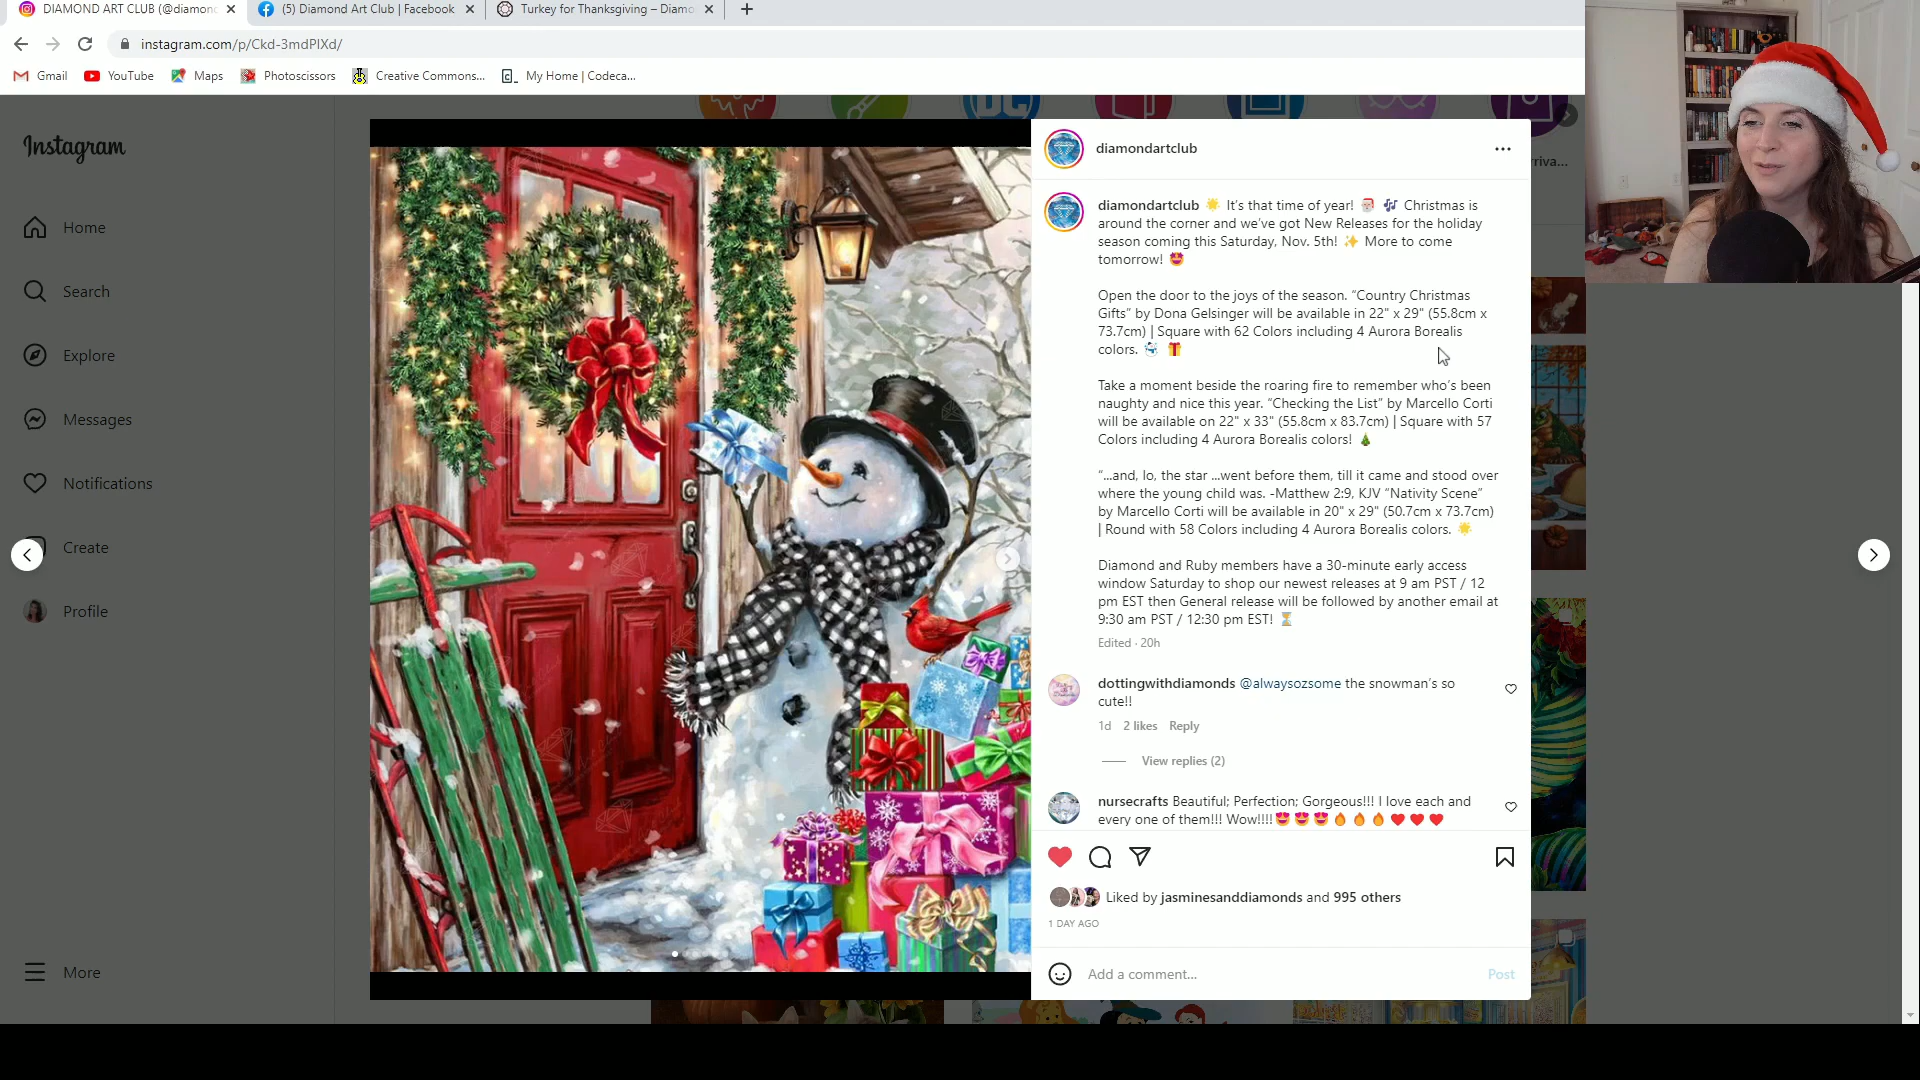 DIAMOND ART CLUB (@diamon
(5) Diamond Art Club | Facebook
Turkey for Thanksgiving – Diamo
instagram.com/p/Ckd-3mdPIXd/
Gmail
YouTube
Maps
Photoscissors
Creative Commons...
My Home | Codeca...
Instagram
Home
Search
Explore
Messages
Notifications
Create
Profile
More
diamondartclub
diamondartclub 🌟 It's that time of year! 🎅 🎶 Christmas is
around the corner and we've got New Releases for the holiday
season coming this Saturday, Nov. 5th! ✨ More to come
tomorrow! 🤩
Open the door to the joys of the season. "Country Christmas
Gifts" by Dona Gelsinger will be available in 22" x 29" (55.8cm x
73.7cm) | Square with 62 Colors including 4 Aurora Borealis
colors. ☃️ 🎁
Take a moment beside the roaring fire to remember who's been
naughty and nice this year. "Checking the List" by Marcello Corti
will be available on 22" x 33" (55.8cm x 83.7cm) | Square with 57
Colors including 4 Aurora Borealis colors! 🎄
"...and, lo, the star ...went before them, till it came and stood over
where the young child was. -Matthew 2:9, KJV "Nativity Scene"
by Marcello Corti will be available in 20" x 29" (50.7cm x 73.7cm)
| Round with 58 Colors including 4 Aurora Borealis colors. 🌟
Diamond and Ruby members have a 30-minute early access
window Saturday to shop our newest releases at 9 am PST / 12
pm EST then General release will be followed by another email at
9:30 am PST / 12:30 pm EST! ⏳
Edited · 20h
dottingwithdiamonds @alwaysozsome the snowman's so
cute!!
1d 2 likes Reply
View replies (2)
nursecrafts Beautiful; Perfection; Gorgeous!!! I love each and
every one of them!!! Wow!!!!🤩🤩🤩🔥🔥🔥❤️❤️❤️
Liked by jasminesanddiamonds and 995 others
1 DAY AGO
Add a comment...
Post
riva...
DC